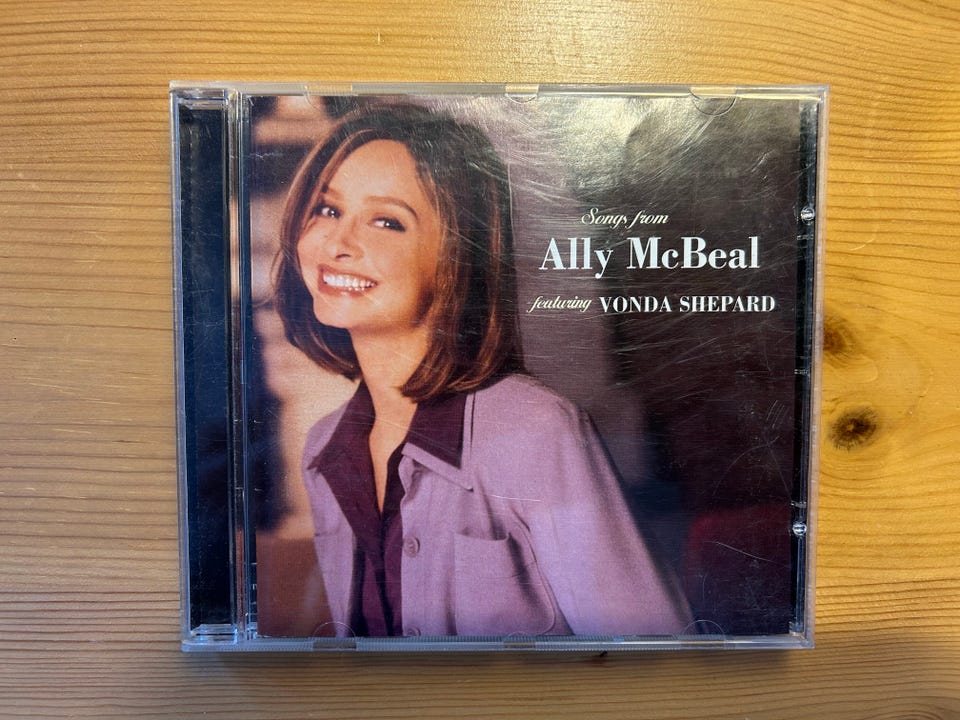 Songs from
Ally McBeal
featuring VONDA SHEPARD